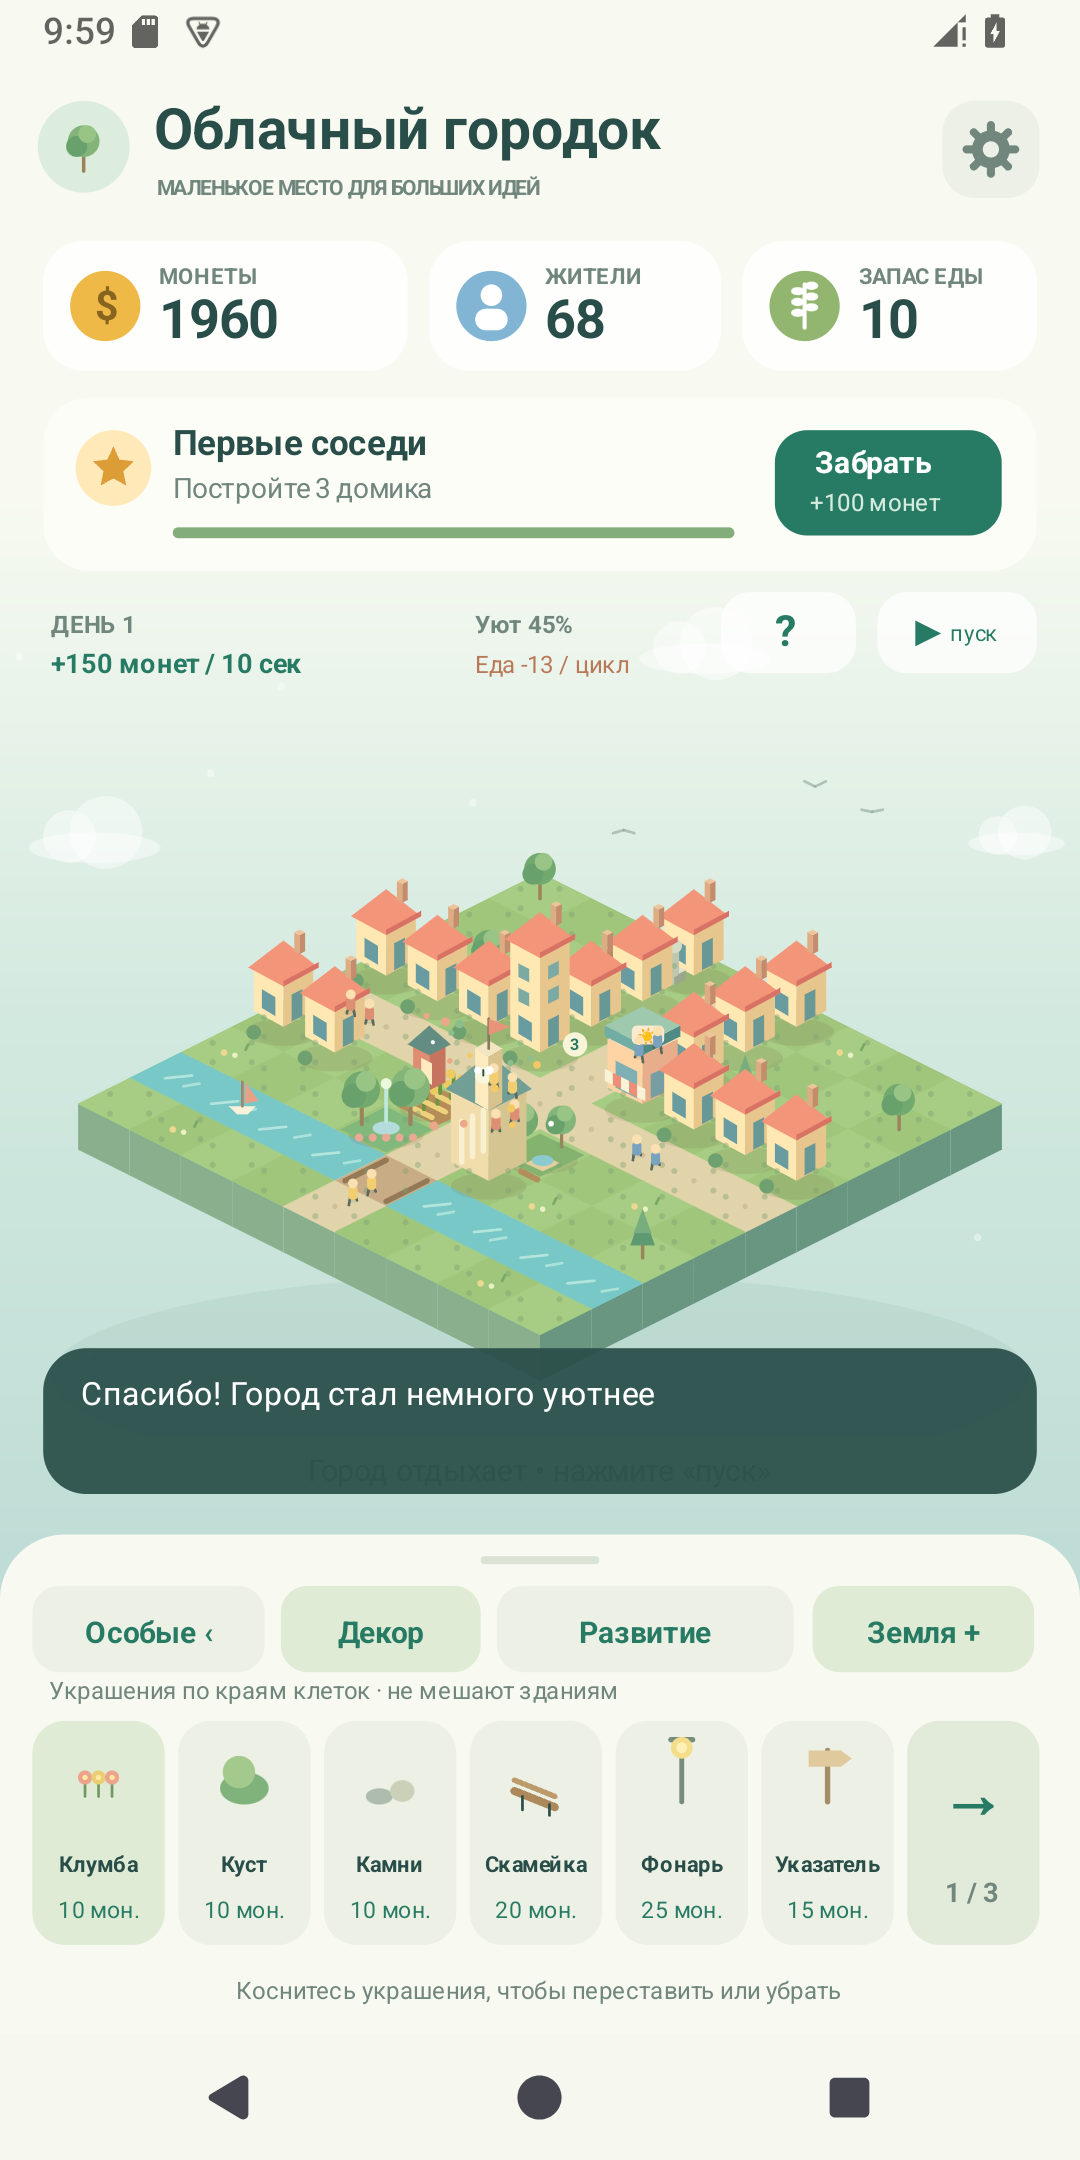 9:59
Облачный городок
МАЛЕНЬКОЕ МЕСТО ДЛЯ БОЛЬШИХ ИДЕЙ
МОНЕТЫ
1960
ЖИТЕЛИ
68
ЗАПАС ЕДЫ
10
Первые соседи
Постройте 3 домика
Забрать
+100 монет
ДЕНЬ 1
+150 монет / 10 сек
Уют 45%
Еда -13 / цикл
?
пуск
3
Спасибо! Город стал немного уютнее
Город отдыхает • нажмите «пуск»
Особые ‹
Декор
Развитие
Земля +
Украшения по краям клеток · не мешают зданиям
Клумба
10 мон.
Куст
10 мон.
Камни
10 мон.
Скамейка
20 мон.
Фонарь
25 мон.
Указатель
15 мон.
→
1 / 3
Коснитесь украшения, чтобы переставить или убрать